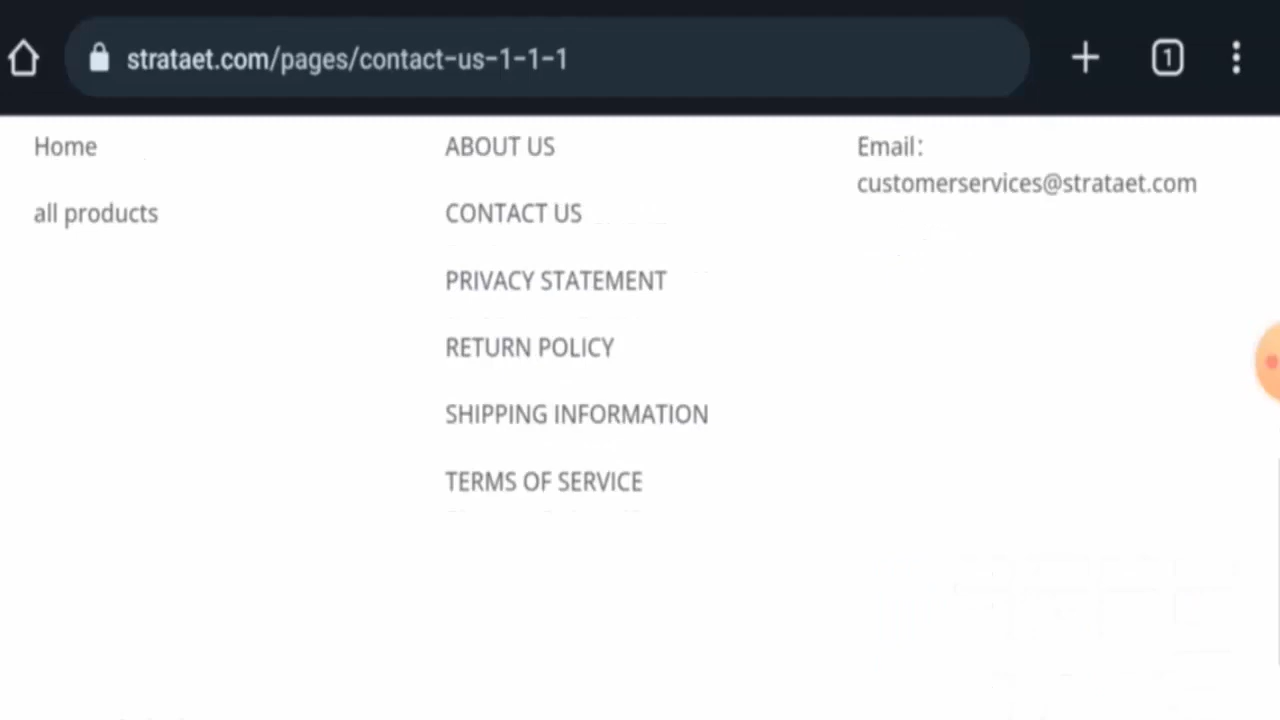 strataet.com/pages/contact-us-1-1-1
1
Home
all products
ABOUT US
CONTACT US
PRIVACY STATEMENT
RETURN POLICY
SHIPPING INFORMATION
TERMS OF SERVICE
Email:
customerservices@strataet.com